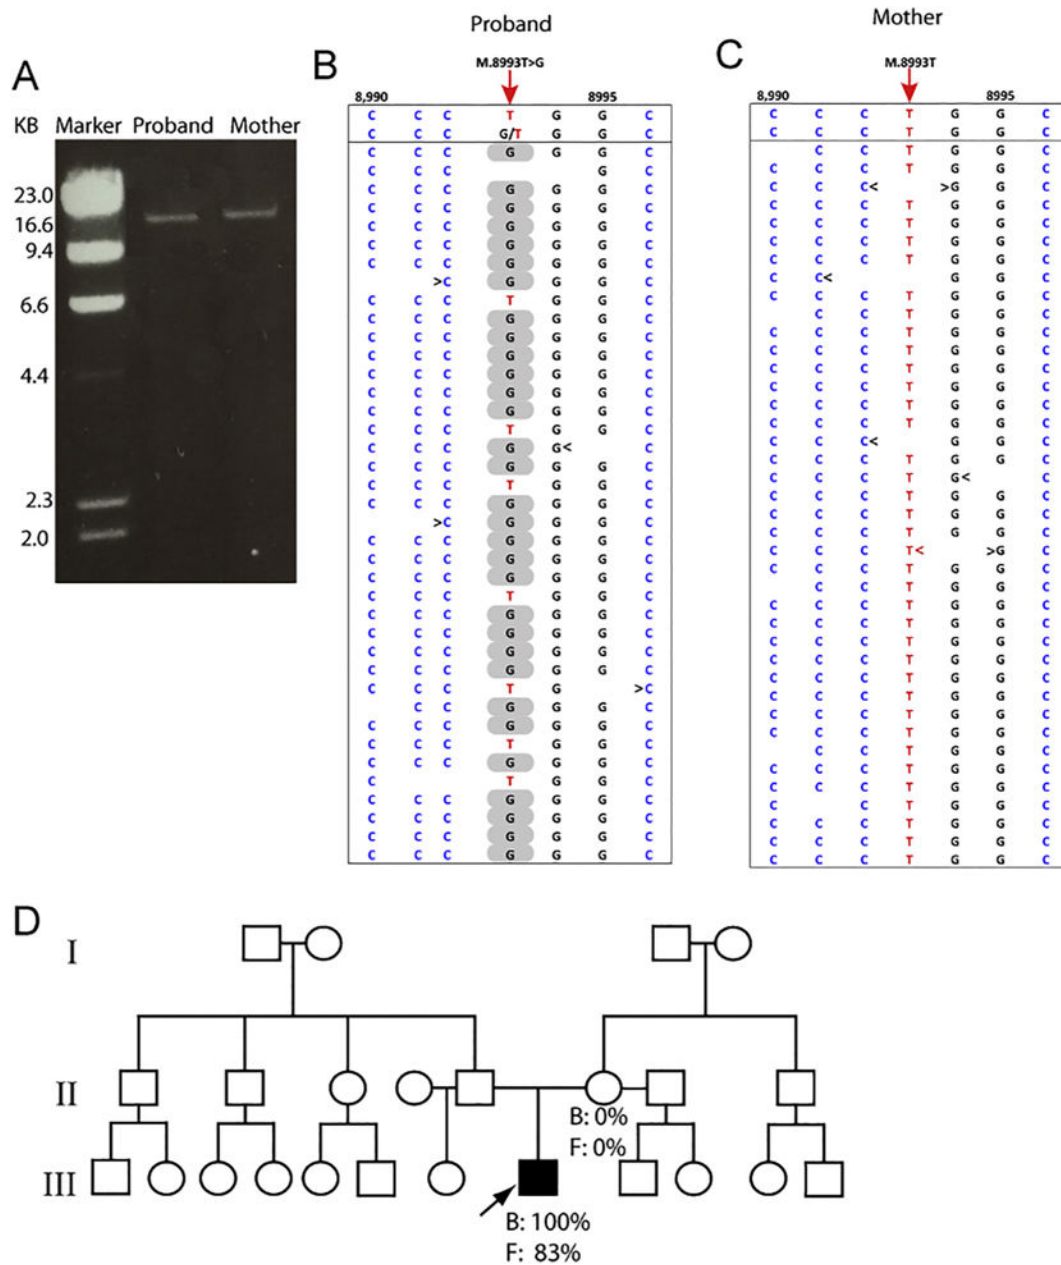 A
KB Marker Proband Mother
23.0
16.6
9.4
6.6
4.4
2.3
2.0
Proband
B
M.8993T>G
8,990 8995
C C C T G G C
C C C G/T G G C
C C C G G G C
C C C G C
C C C G G G C
C C C G G G C
C C C G G G C
C C C G G G C
C C C G G G C
>C G G G C
C C C T G G C
C C C G G G C
C C C G G G C
C C C G G G C
C C C G G G C
C C C G G G C
C C C G G G C
C C C T G G C
C C C G G< C
C C C G G G C
C C C T G G C
C C C G G G C
>C G G G C
C C C G G G C
C C C G G G C
C C C G G G C
C C C T G G C
C C C G G G C
C C C G G G C
C C C G G G C
C C C G G G C
C C C T G >C
C C G G G C
C C C G G G C
C C C T G G C
C C C G G G C
C T G G C
C C C G G G C
C C C G G G C
C C C G G G C
C C C G G G C
Mother
C
M.8993T
8,990 8995
C C C T G G C
C C C T G G C
C C T G G C
C C C T G G C
C C C< >G G C
C C C T G G C
C C C T G G C
C C C T G G C
C C C T G G C
C C< G G C
C C C T G G C
C C T G G C
C C C T G G C
C C C T G G C
C C C T G G C
C C C T G G C
C C C T G G C
C C C T G G C
C C C< G G C
C C C T G G C
C C C T G< C
C C C T G G C
C C C T G G C
C C C T G G C
C C C T< >G C
C C C T G G C
C C T G G C
C C C T G G C
C C C T G G C
C C C T G G C
C C C T G G C
C C C T G G C
C C C T G G C
C C C T G G C
C C C T G G C
C C T G G C
C C C T G G C
C C C T G G C
C C T G G C
C C C T G G C
C C C T G G C
C C C T G G C
D
I
II
B: 0%
F: 0%
III
B: 100%
F: 83%